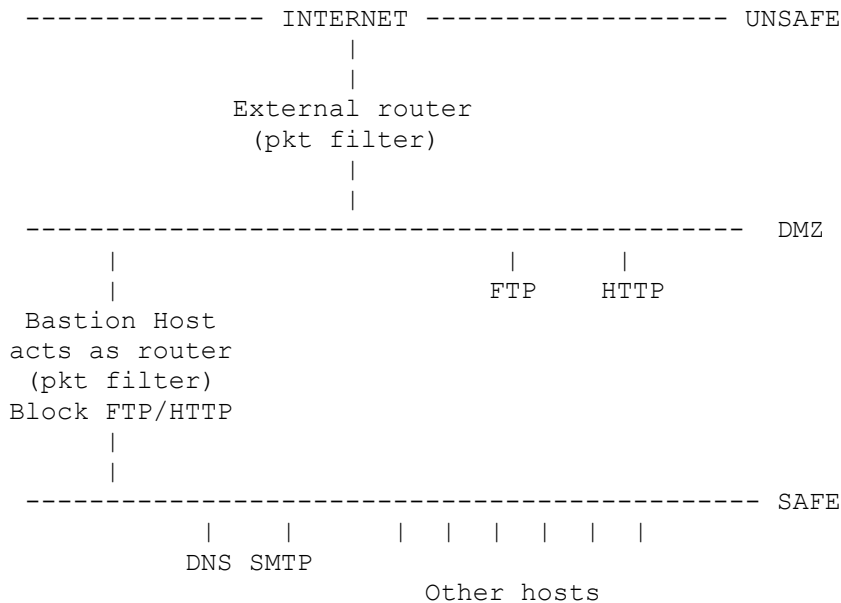 --------------- INTERNET ------------------- UNSAFE
|
|
External router
(pkt filter)
|
|
--------------------------------------------- DMZ
| | |
| FTP HTTP
Bastion Host
acts as router
(pkt filter)
Block FTP/HTTP
|
|
---------------------------------------------- SAFE
| | | | | | | |
DNS SMTP
Other hosts